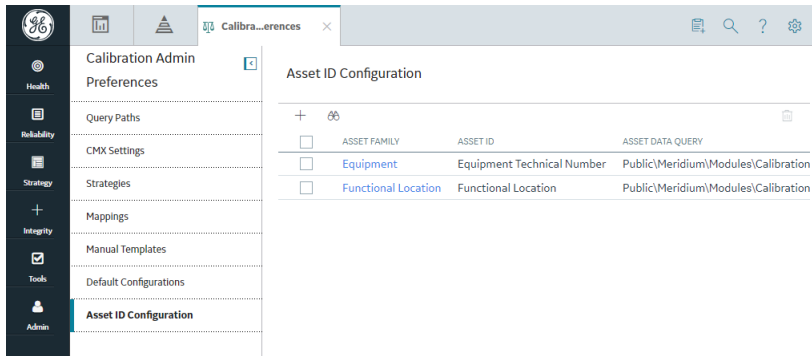 Calibra...erences
Health
Reliability
Strategy
Integrity
Tools
Admin
Calibration Admin
Preferences
Query Paths
CMX Settings
Strategies
Mappings
Manual Templates
Default Configurations
Asset ID Configuration
Asset ID Configuration
ASSET FAMILY ASSET ID ASSET DATA QUERY
Equipment Equipment Technical Number Public\Meridium\Modules\Calibration
Functional Location Functional Location Public\Meridium\Modules\Calibration